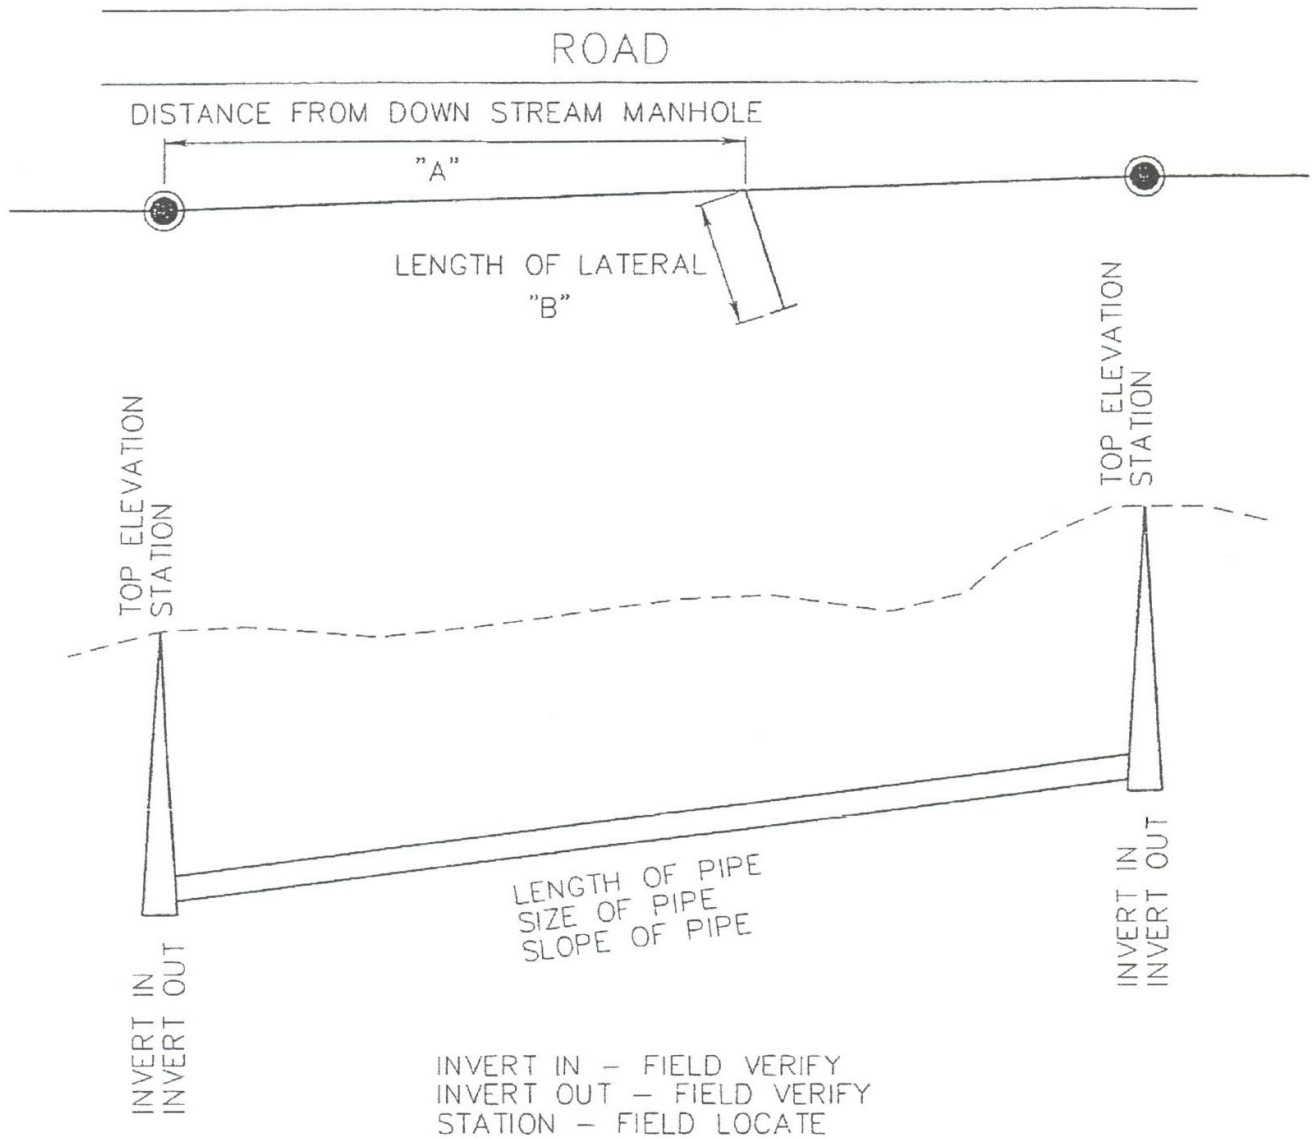 ROAD
DISTANCE FROM DOWN STREAM MANHOLE
"A"
LENGTH OF LATERAL
"B"
TOP ELEVATION
STATION
TOP ELEVATION
STATION
LENGTH OF PIPE
SIZE OF PIPE
SLOPE OF PIPE
INVERT IN
INVERT OUT
INVERT IN
INVERT OUT
INVERT IN – FIELD VERIFY
INVERT OUT – FIELD VERIFY
STATION – FIELD LOCATE